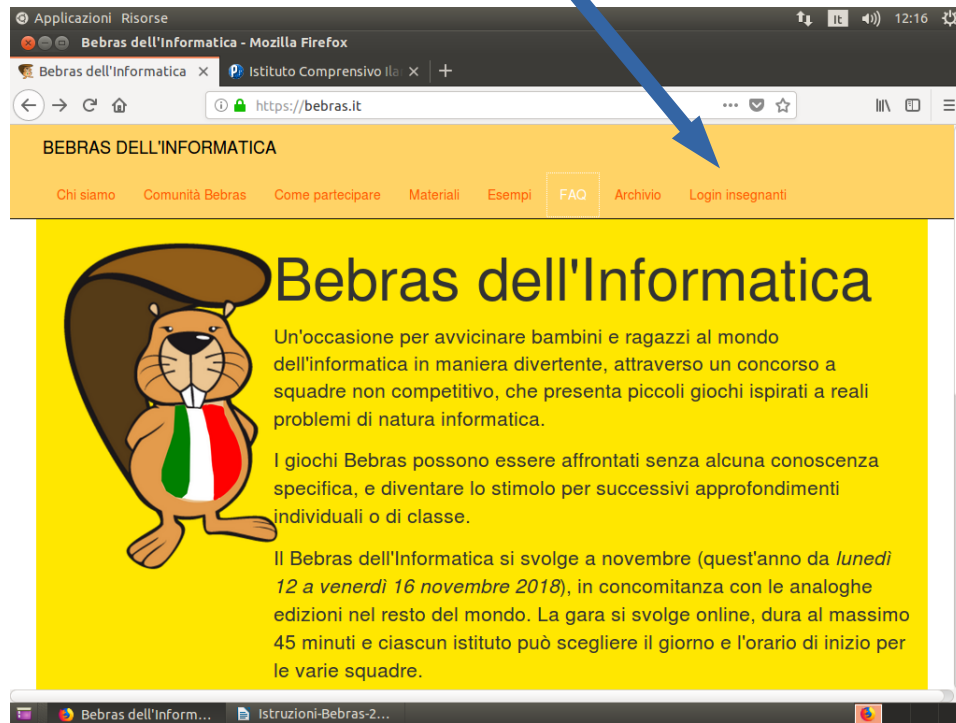 Applicazioni Risorse It 12:16
Bebras dell'Informatica - Mozilla Firefox
Bebras dell'Informatica × Istituto Comprensivo Ila × +
https://bebras.it
BEBRAS DELL'INFORMATICA
Chi siamo Comunità Bebras Come partecipare Materiali Esempi FAQ Archivio Login insegnanti
Bebras dell'Informatica
Un'occasione per avvicinare bambini e ragazzi al mondo
dell'informatica in maniera divertente, attraverso un concorso a
squadre non competitivo, che presenta piccoli giochi ispirati a reali
problemi di natura informatica.
I giochi Bebras possono essere affrontati senza alcuna conoscenza
specifica, e diventare lo stimolo per successivi approfondimenti
individuali o di classe.
Il Bebras dell'Informatica si svolge a novembre (quest'anno da lunedì
12 a venerdì 16 novembre 2018), in concomitanza con le analoghe
edizioni nel resto del mondo. La gara si svolge online, dura al massimo
45 minuti e ciascun istituto può scegliere il giorno e l'orario di inizio per
le varie squadre.
Bebras dell'Inform... Istruzioni-Bebras-2...